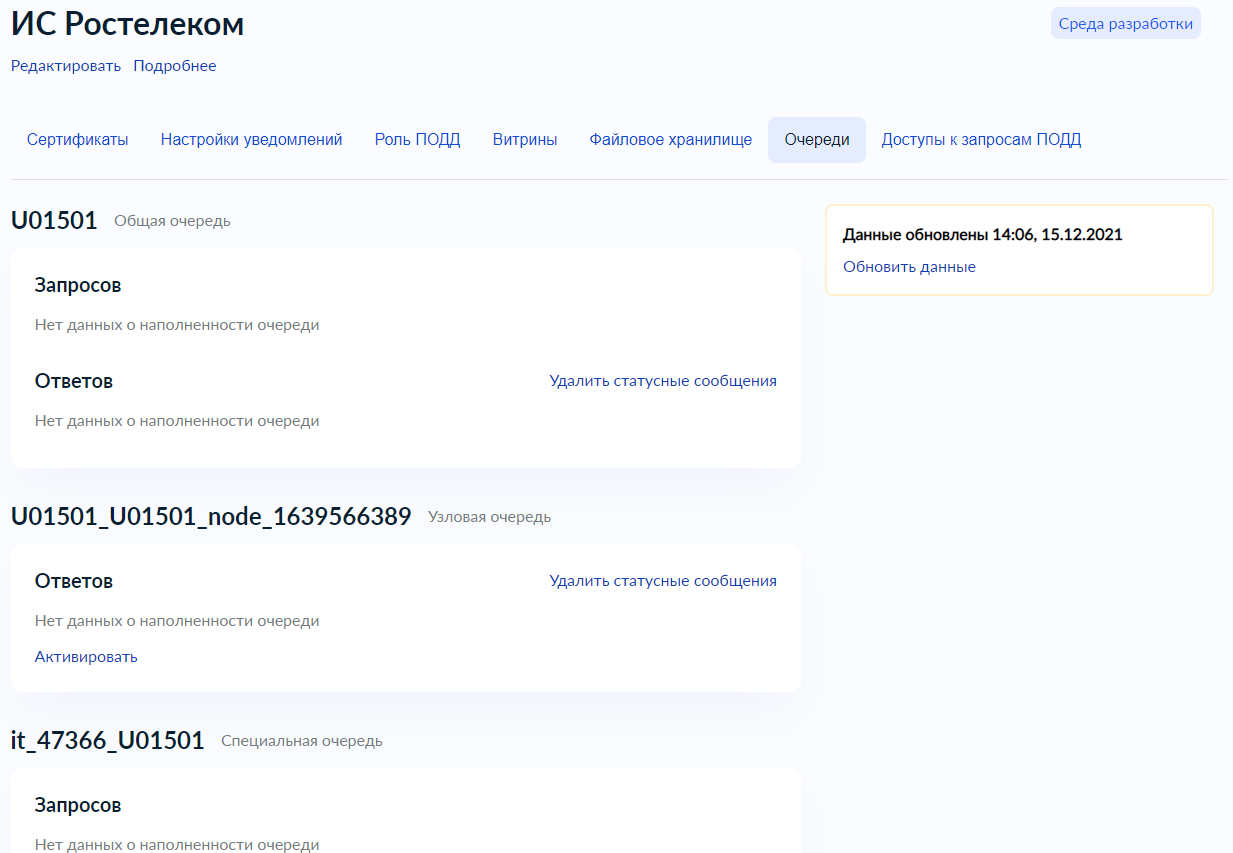 ИС Ростелеком
Среда разработки
Редактировать Подробнее
Сертификаты Настройки уведомлений Роль ПОДД Витрины Файловое хранилище Очереди Доступы к запросам ПОДД
U01501 Общая очередь
Данные обновлены 14:06, 15.12.2021
Обновить данные
Запросов
Нет данных о наполненности очереди
Ответов Удалить статусные сообщения
Нет данных о наполненности очереди
U01501_U01501_node_1639566389 Узловая очередь
Ответов Удалить статусные сообщения
Нет данных о наполненности очереди
Активировать
it_47366_U01501 Специальная очередь
Запросов
Нет данных о наполненности очереди